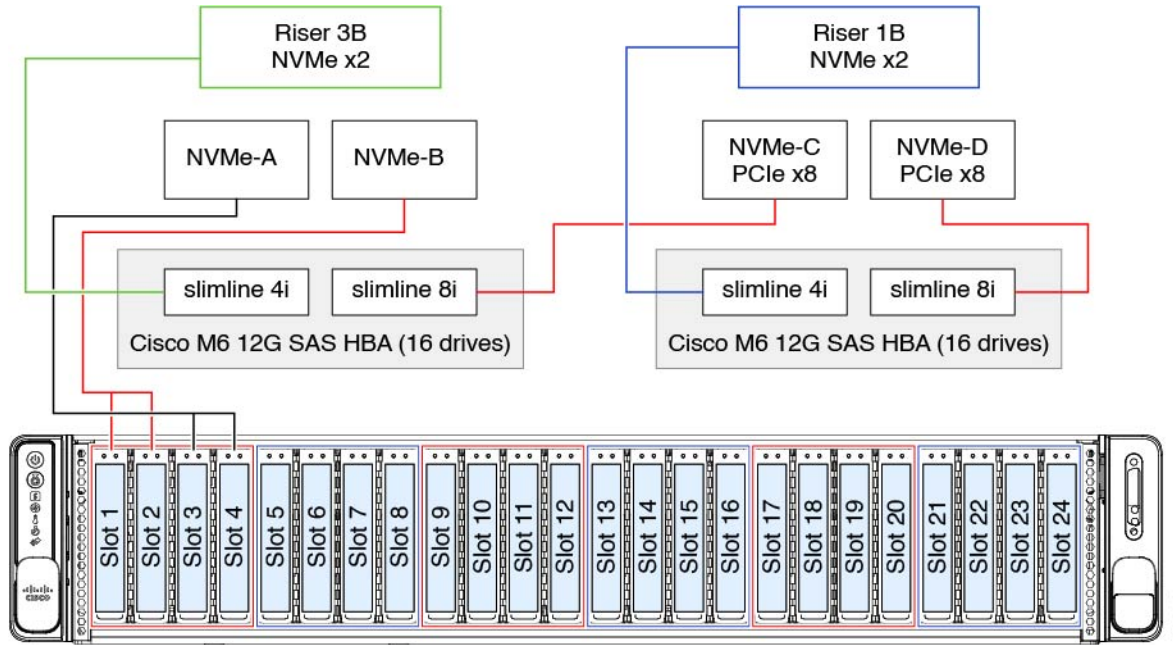 Riser 3B
NVMe x2
Riser 1B
NVMe x2
NVMe-A
NVMe-B
NVMe-C
PCIe x8
NVMe-D
PCIe x8
slimline 4i
slimline 8i
Cisco M6 12G SAS HBA (16 drives)
slimline 4i
slimline 8i
Cisco M6 12G SAS HBA (16 drives)
Slot 1
Slot 2
Slot 3
Slot 4
Slot 5
Slot 6
Slot 7
Slot 8
Slot 9
Slot 10
Slot 11
Slot 12
Slot 13
Slot 14
Slot 15
Slot 16
Slot 17
Slot 18
Slot 19
Slot 20
Slot 21
Slot 22
Slot 23
Slot 24
CISCO